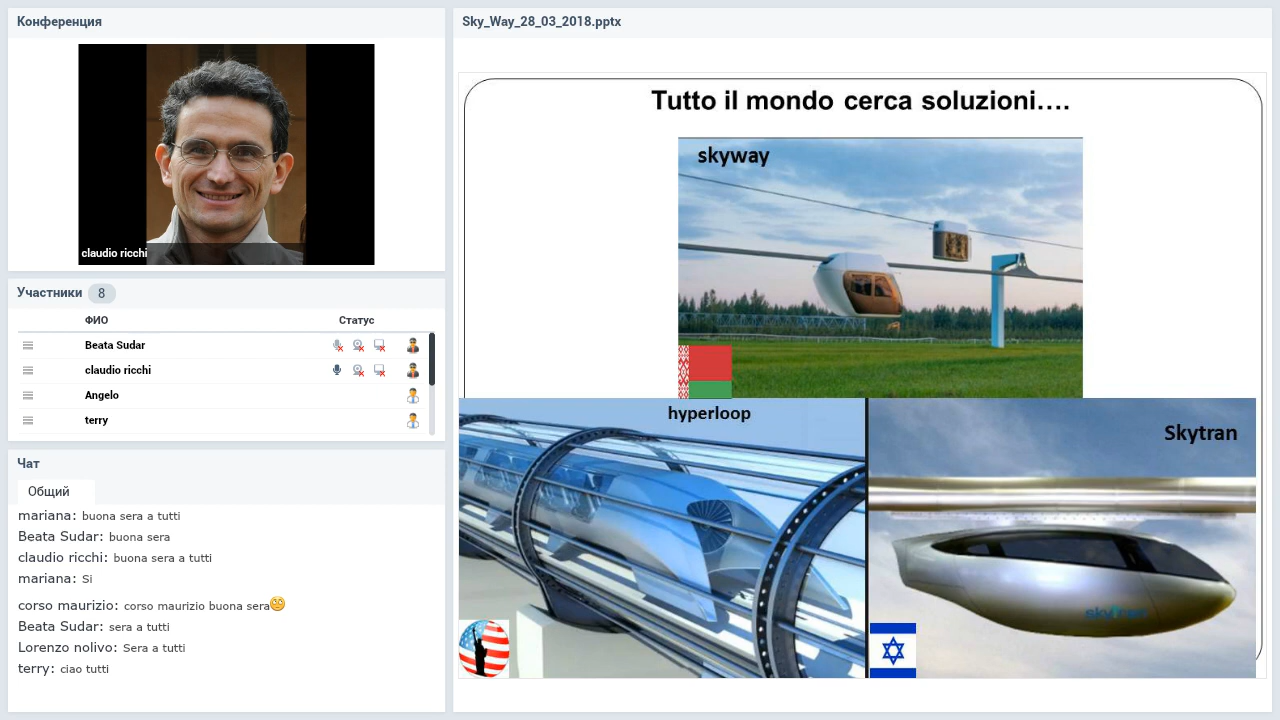 Конференция
claudio ricchi
Участники 8
ФИО Статус
Beata Sudar
claudio ricchi
Angelo
terry
Чат
Общий
mariana: buona sera a tutti
Beata Sudar: buona sera
claudio ricchi: buona sera a tutti
mariana: Si
corso maurizio: corso maurizio buona sera
Beata Sudar: sera a tutti
Lorenzo nolivo: Sera a tutti
terry: ciao tutti
Sky_Way_28_03_2018.pptx
Tutto il mondo cerca soluzioni....
skyway
hyperloop
Skytran
skytran